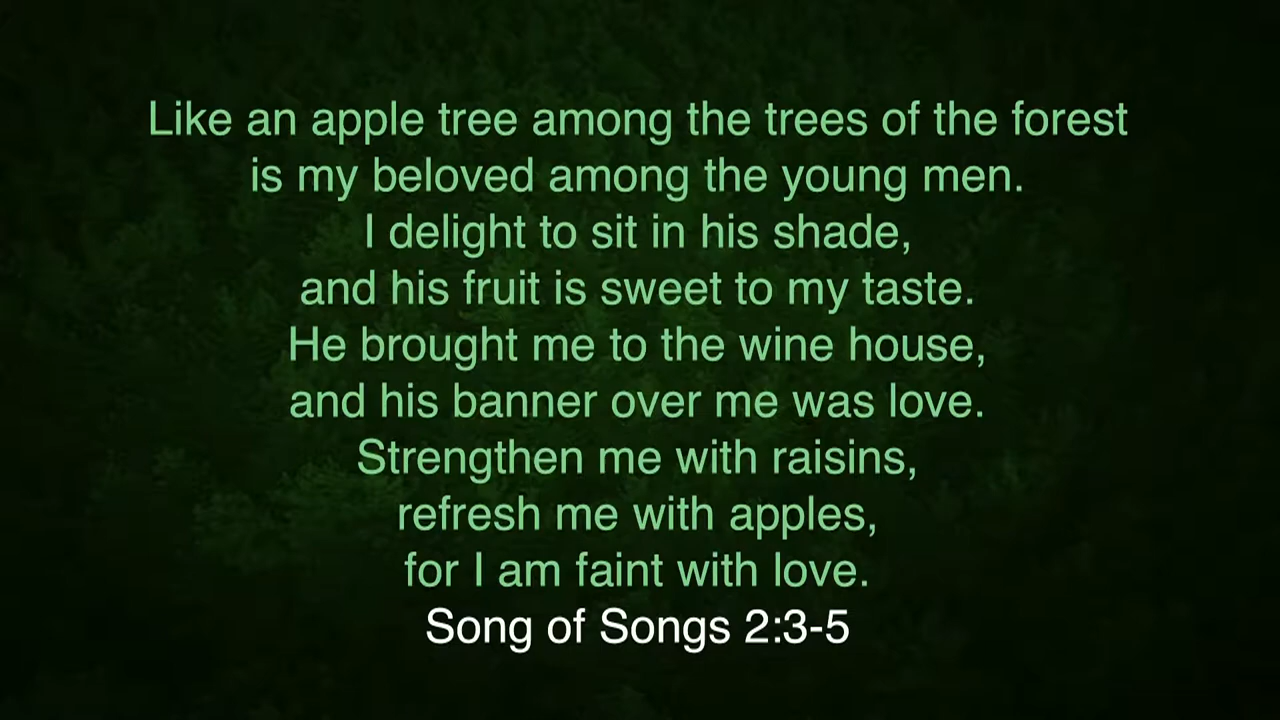 Like an apple tree among the trees of the forest
is my beloved among the young men.
I delight to sit in his shade,
and his fruit is sweet to my taste.
He brought me to the wine house,
and his banner over me was love.
Strengthen me with raisins,
refresh me with apples,
for I am faint with love.
Song of Songs 2:3-5